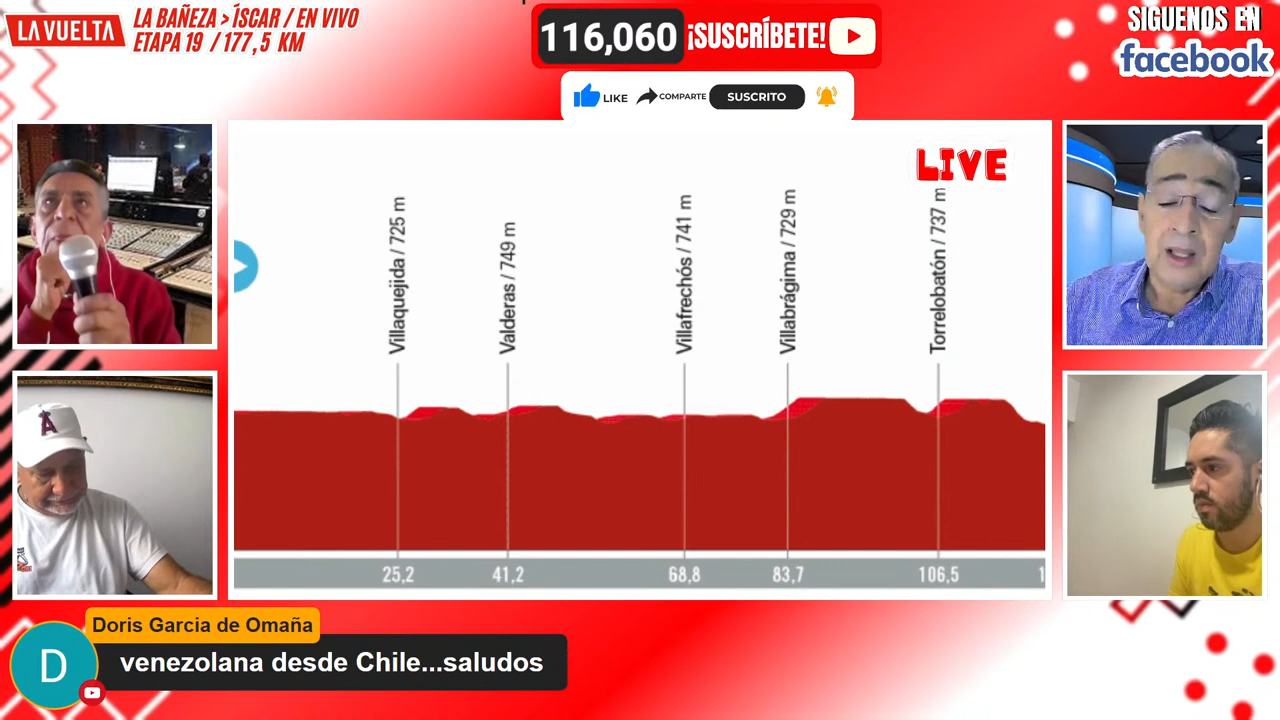 LA VUELTA
LA BAÑEZA > ÍSCAR / EN VIVO
ETAPA 19 / 177,5 KM
116,060
¡SUSCRÍBETE!
SIGUENOS EN
facebook
LIKE
COMPARTE
SUSCRITO
LIVE
Villaquejida / 725 m
Valderas / 749 m
Villafrechós / 741 m
Villabrágima / 729 m
Torrelobatón / 737 m
25,2
41,2
68,8
83,7
106,5
1
A
Doris Garcia de Omaña
D
venezolana desde Chile...saludos